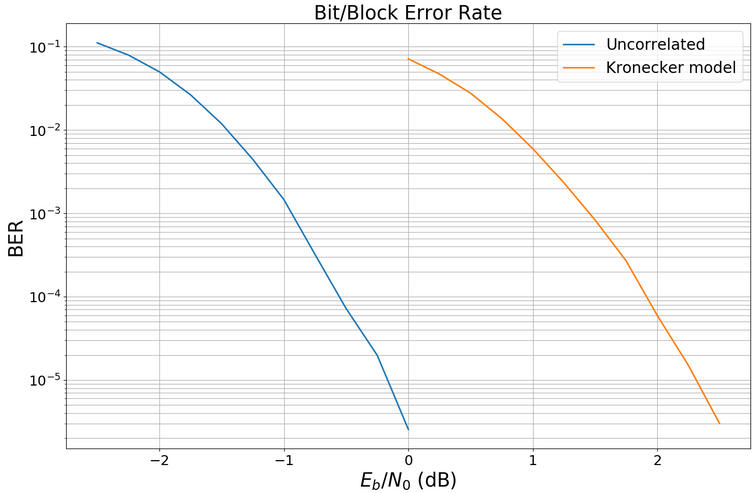 Bit/Block Error Rate
Uncorrelated
Kronecker model
BER
10⁻¹
10⁻²
10⁻³
10⁻⁴
10⁻⁵
−2 −1 0 1 2
E_b/N_0 (dB)